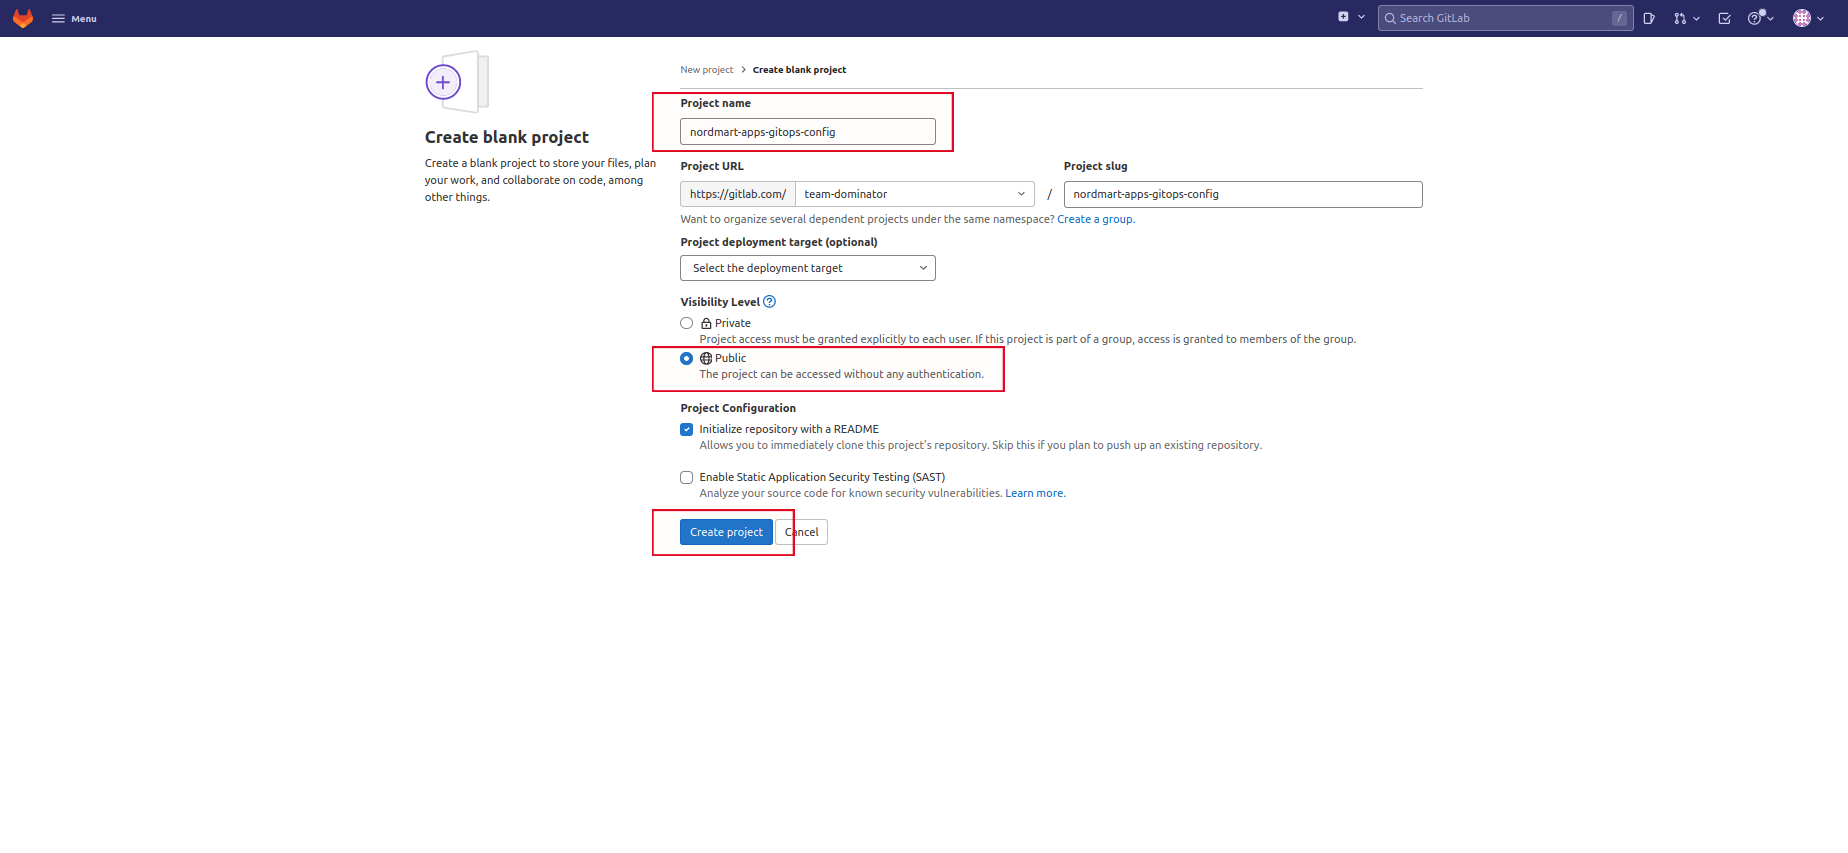 Menu
Search GitLab /
New project > Create blank project
Create blank project
Create a blank project to store your files, plan
your work, and collaborate on code, among
other things.
Project name
nordmart-apps-gitops-config
Project URL
Project slug
https://gitlab.com/ team-dominator / nordmart-apps-gitops-config
Want to organize several dependent projects under the same namespace? Create a group.
Project deployment target (optional)
Select the deployment target
Visibility Level ?
Private
Project access must be granted explicitly to each user. If this project is part of a group, access is granted to members of the group.
Public
The project can be accessed without any authentication.
Project Configuration
Initialize repository with a README
Allows you to immediately clone this project's repository. Skip this if you plan to push up an existing repository.
Enable Static Application Security Testing (SAST)
Analyze your source code for known security vulnerabilities. Learn more.
Create project Cancel